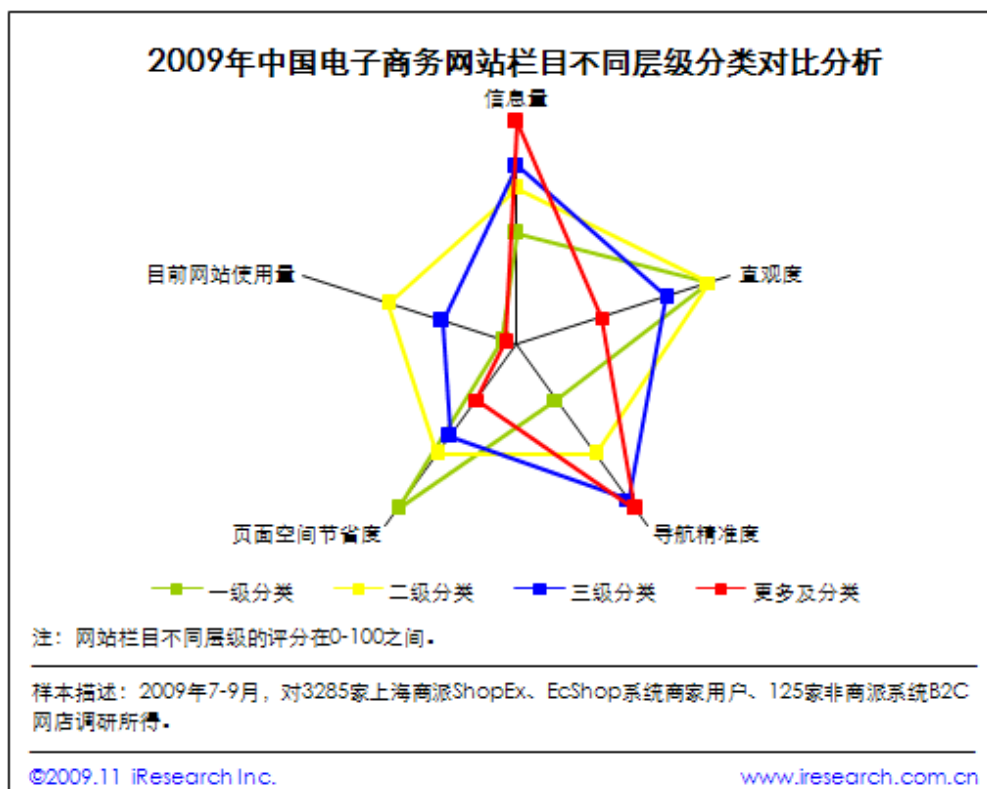 2009年中国电子商务网站栏目不同层级分类对比分析
信息量
目前网站使用量
直观度
页面空间节省度
导航精准度
一级分类 二级分类 三级分类 更多及分类
注：网站栏目不同层级的评分在0-100之间。
样本描述：2009年7-9月，对3285家上海商派ShopEx、EcShop系统商家用户、125家非商派系统B2C
网店调研所得。
©2009.11 iResearch Inc. www.iresearch.com.cn